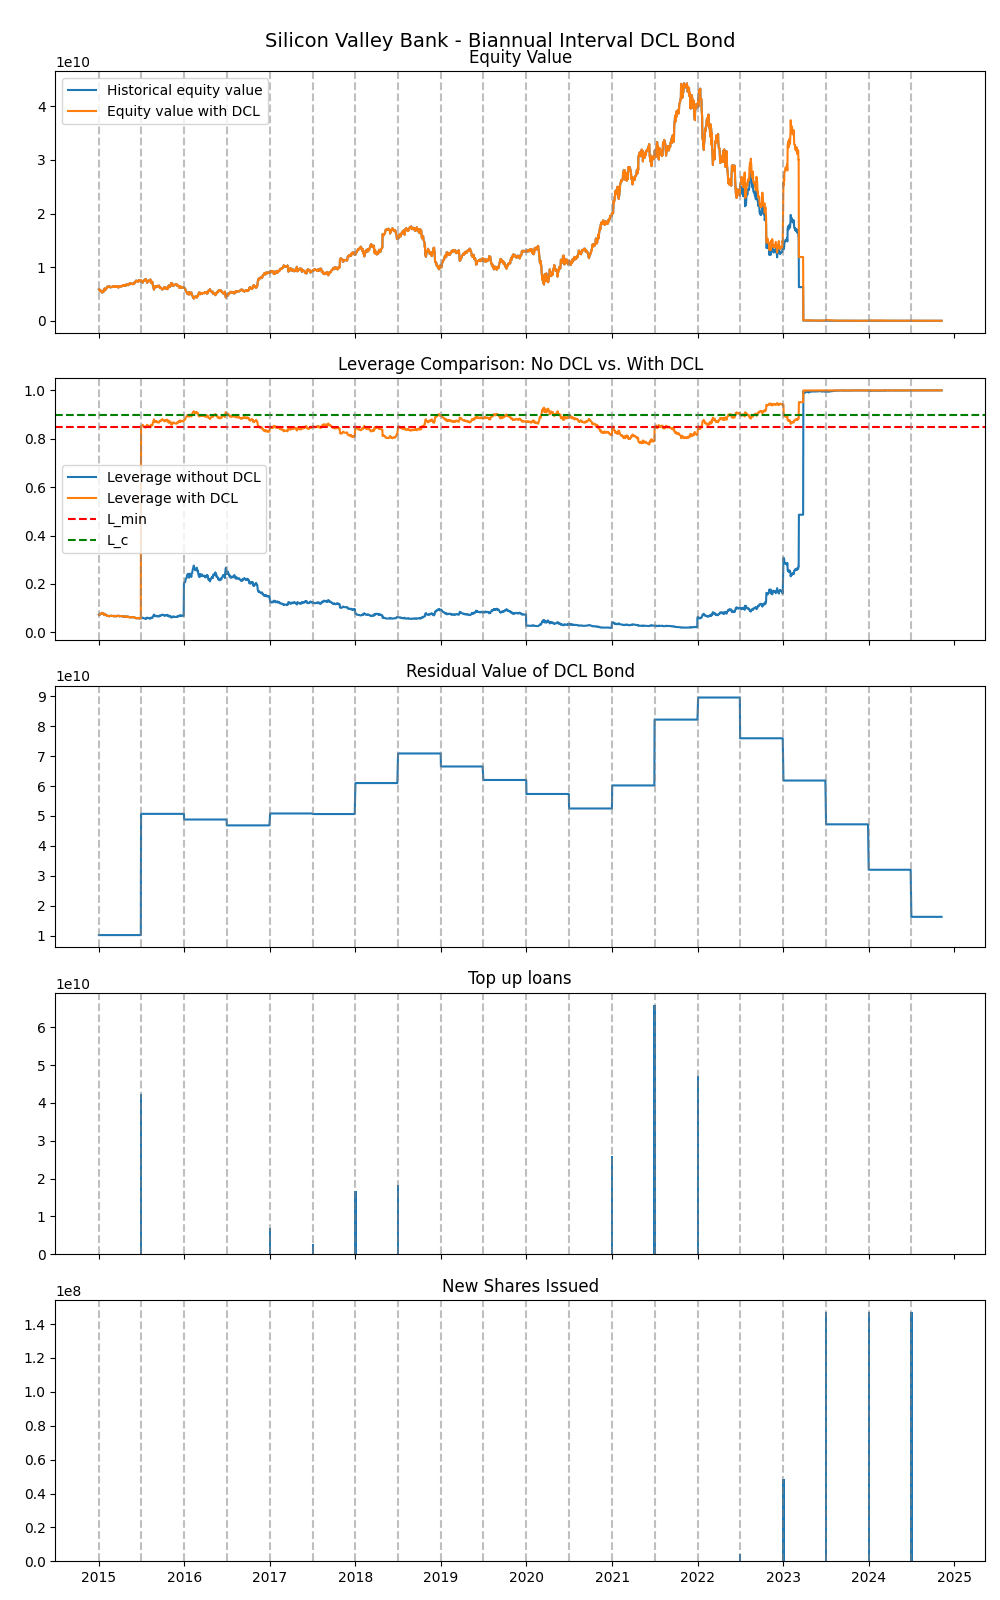 Silicon Valley Bank - Biannual Interval DCL Bond
Equity Value
1e10
Historical equity value
Equity value with DCL
4
3
2
1
0
Leverage Comparison: No DCL vs. With DCL
1.0
0.8
0.6
0.4
0.2
0.0
Leverage without DCL
Leverage with DCL
L_min
L_c
Residual Value of DCL Bond
1e10
9
8
7
6
5
4
3
2
1
Top up loans
1e10
6
5
4
3
2
1
0
New Shares Issued
1e8
1.4
1.2
1.0
0.8
0.6
0.4
0.2
0.0
2015 2016 2017 2018 2019 2020 2021 2022 2023 2024 2025